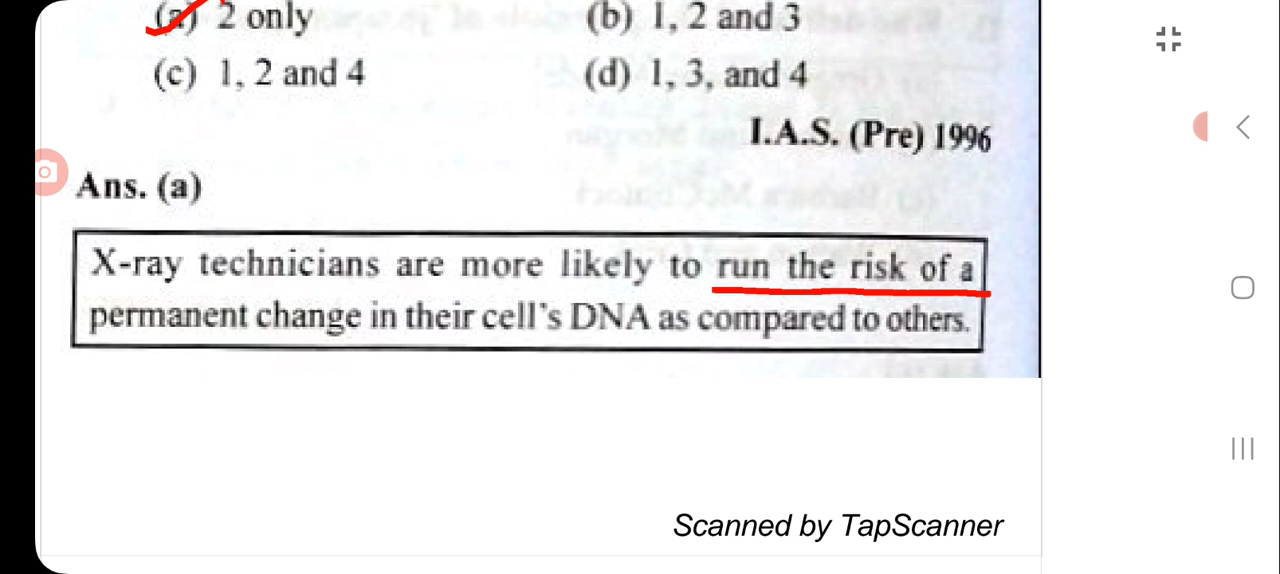 (a) 2 only (b) 1, 2 and 3
(c) 1, 2 and 4 (d) 1, 3, and 4
I.A.S. (Pre) 1996
Ans. (a)
X-ray technicians are more likely to run the risk of a
permanent change in their cell's DNA as compared to others.
Scanned by TapScanner